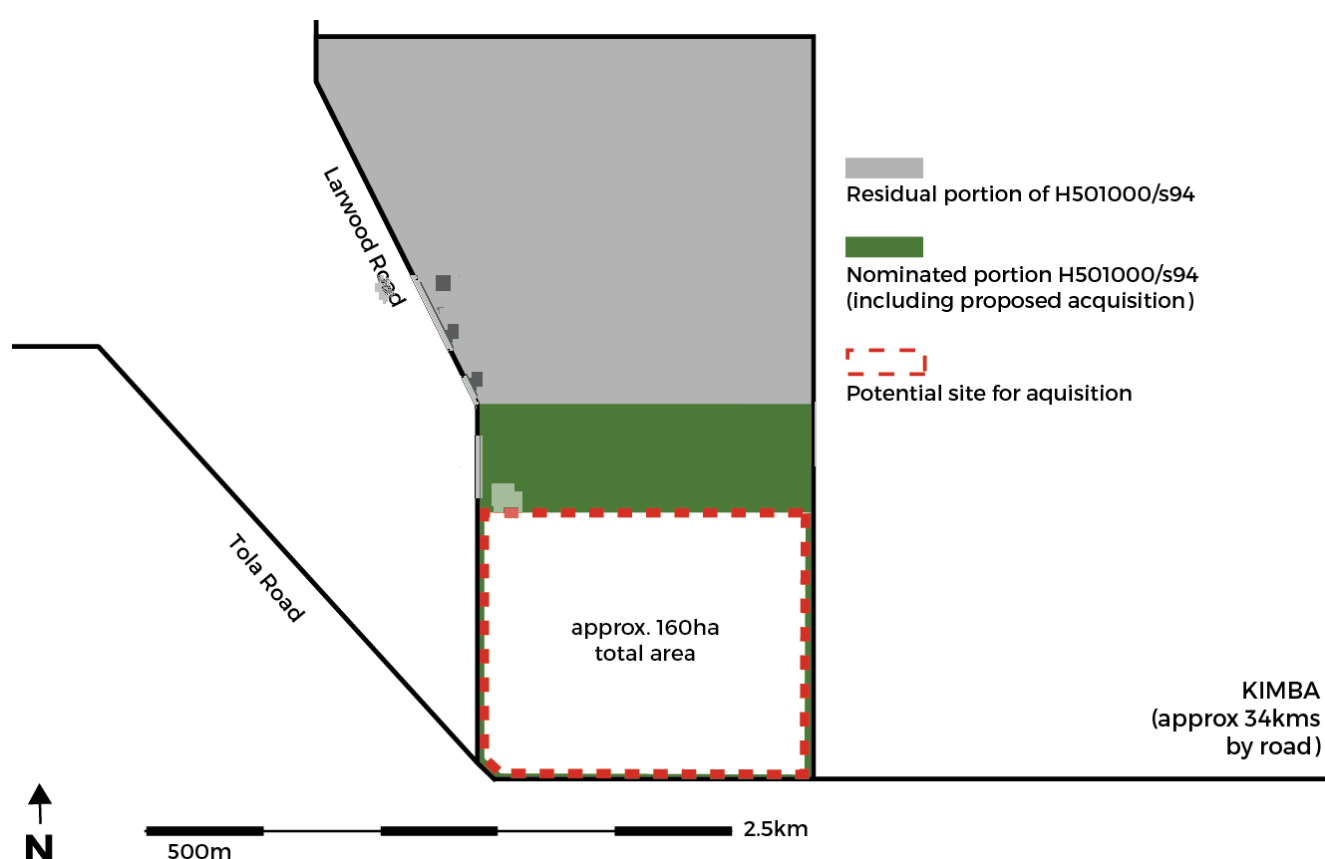 Larwood Road
Residual portion of H501000/s94
Nominated portion H501000/s94
(including proposed acquisition)
Potential site for aquisition
Tola Road
approx. 160ha
total area
KIMBA
(approx 34kms
by road)
N
500m
2.5km